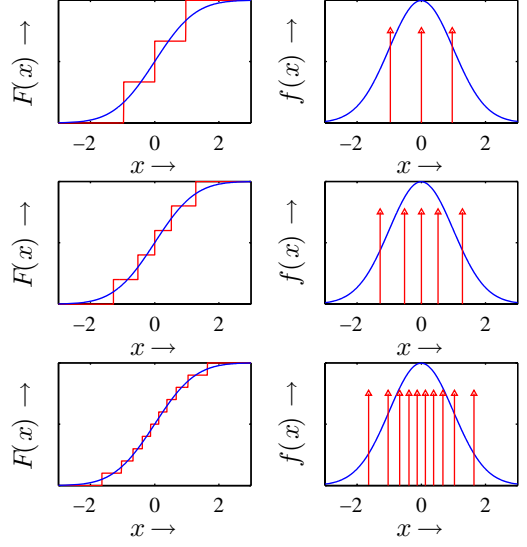 F(x) →
−2 0 2
x →
f(x) →
−2 0 2
x →
F(x) →
−2 0 2
x →
f(x) →
−2 0 2
x →
F(x) →
−2 0 2
x →
f(x) →
−2 0 2
x →